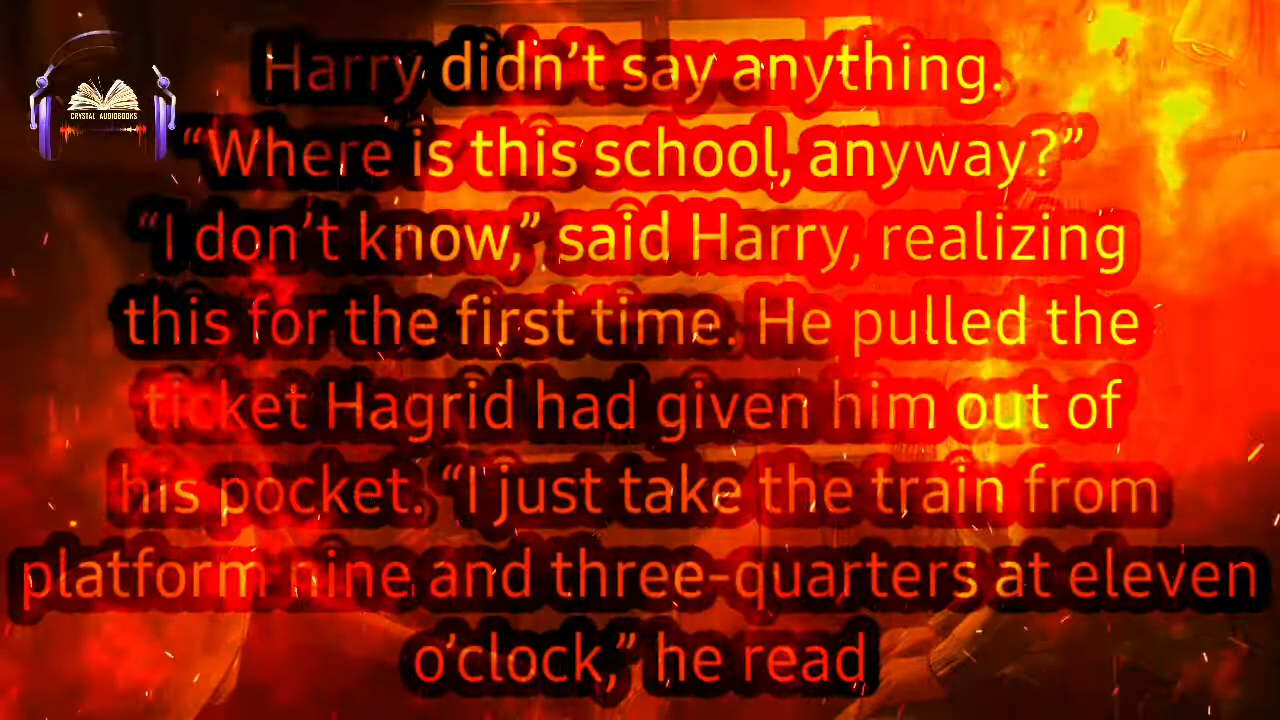 CRYSTAL AUDIOBOOKS
Harry didn’t say anything.
“Where is this school, anyway?”
“I don’t know,” said Harry, realizing
this for the first time. He pulled the
ticket Hagrid had given him out of
his pocket. “I just take the train from
platform nine and three-quarters at eleven
o’clock,” he read